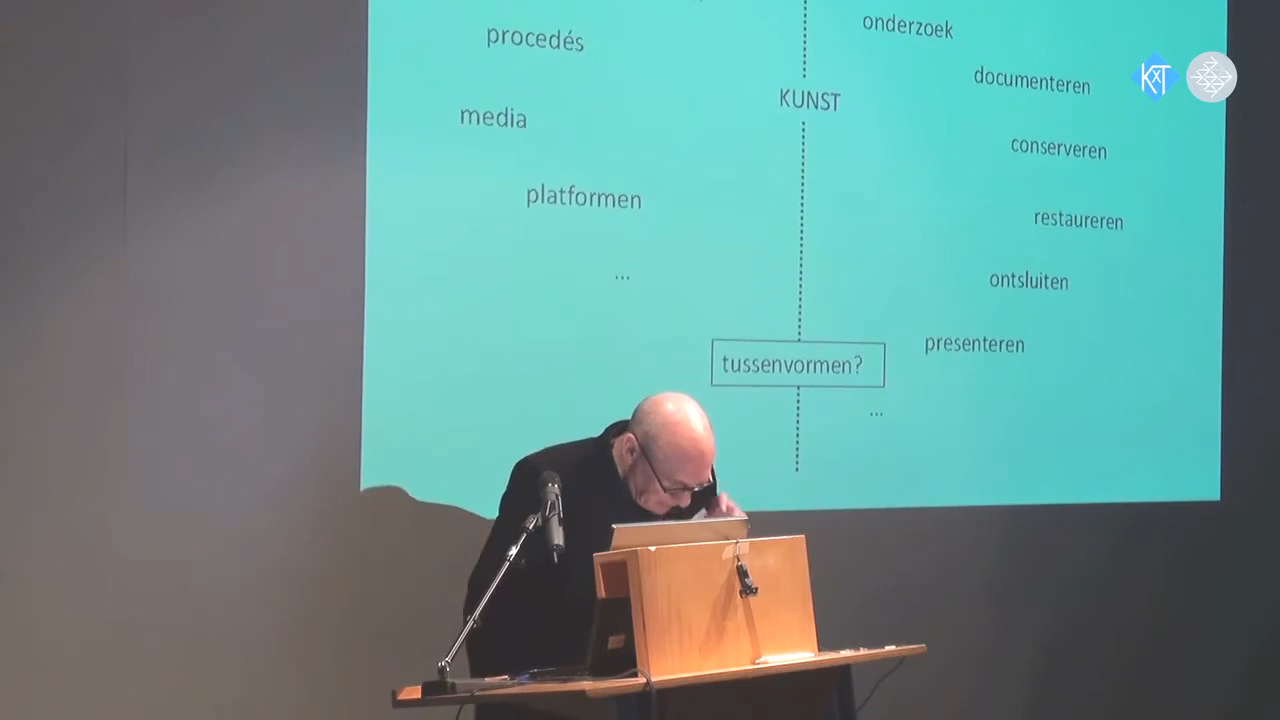 procedés
media
platformen
...
KUNST
tussenvormen?
onderzoek
documenteren
conserveren
restaureren
ontsluiten
presenteren
...
KxT